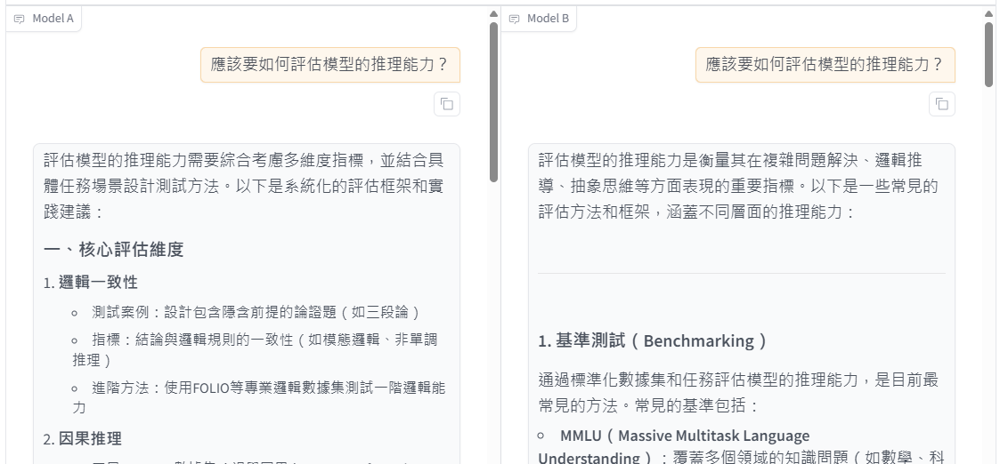 Model A
應該要如何評估模型的推理能力？
評估模型的推理能力需要綜合考慮多維度指標，並結合具
體任務場景設計測試方法。以下是系統化的評估框架和實
踐建議：
一、核心評估維度
1. 邏輯一致性
測試案例：設計包含隱含前提的論證題（如三段論）
指標：結論與邏輯規則的一致性（如模態邏輯、非單調
推理）
進階方法：使用FOLIO等專業邏輯數據集測試一階邏輯能
力
2. 因果推理
Model B
應該要如何評估模型的推理能力？
評估模型的推理能力是衡量其在複雜問題解決、邏輯推
導、抽象思維等方面表現的重要指標。以下是一些常見的
評估方法和框架，涵蓋不同層面的推理能力：
1. 基準測試（Benchmarking）
通過標準化數據集和任務評估模型的推理能力，是目前最
常見的方法。常見的基準包括：
MMLU（Massive Multitask Language
Understanding）：覆蓋多個領域的知識問題（如數學、科